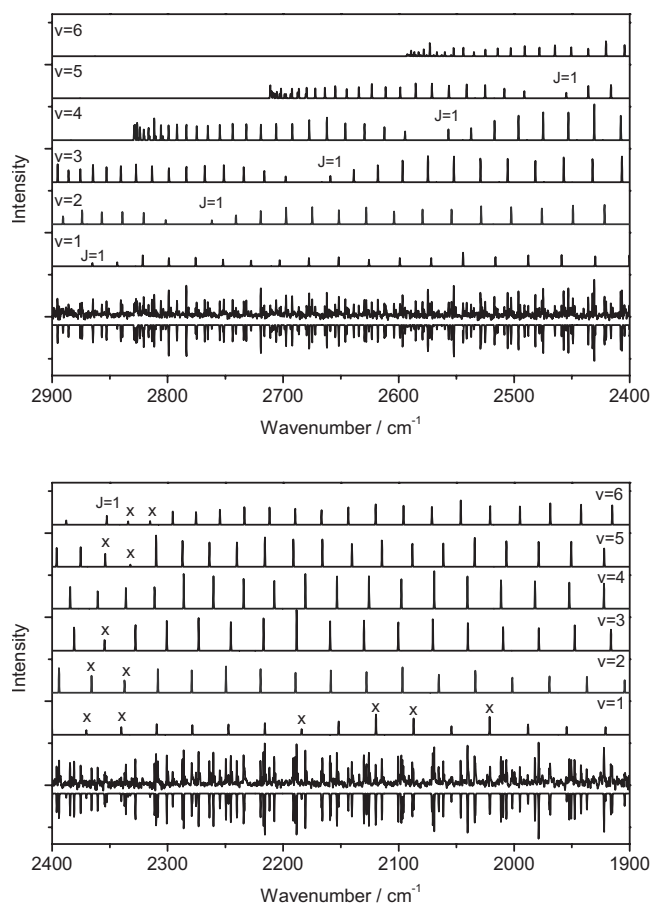 v=6
v=5
J=1
v=4
J=1
v=3
J=1
v=2
J=1
v=1
J=1
Intensity
2900 2800 2700 2600 2500 2400
Wavenumber / cm-1
J=1
x x
v=6
x x
v=5
v=4
x
v=3
x x
v=2
x x x x x x
v=1
Intensity
2400 2300 2200 2100 2000 1900
Wavenumber / cm-1